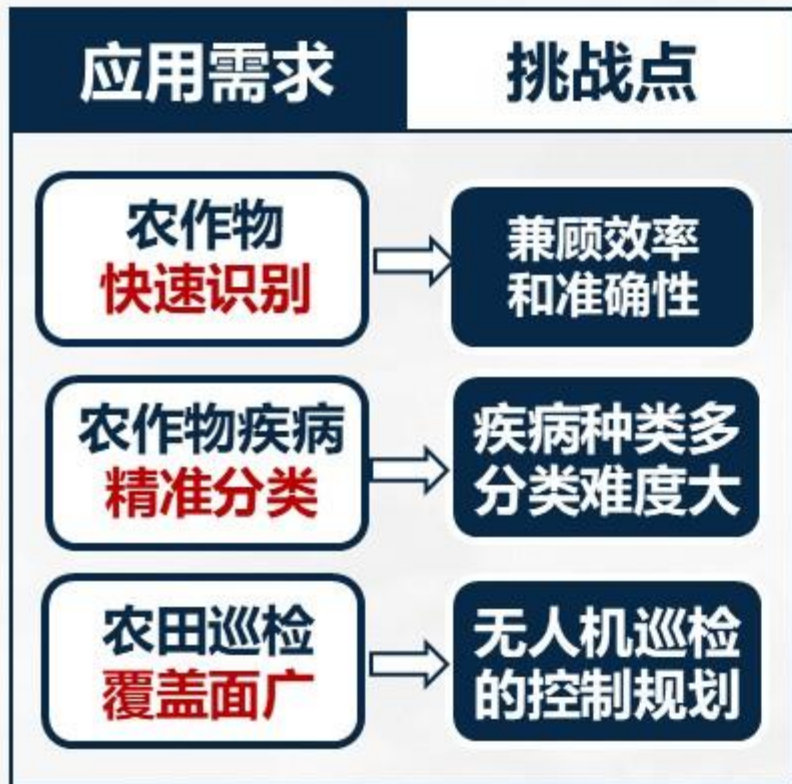 应用需求
挑战点
农作物
快速识别
兼顾效率
和准确性
农作物疾病
精准分类
疾病种类多
分类难度大
农田巡检
覆盖面广
无人机巡检
的控制规划